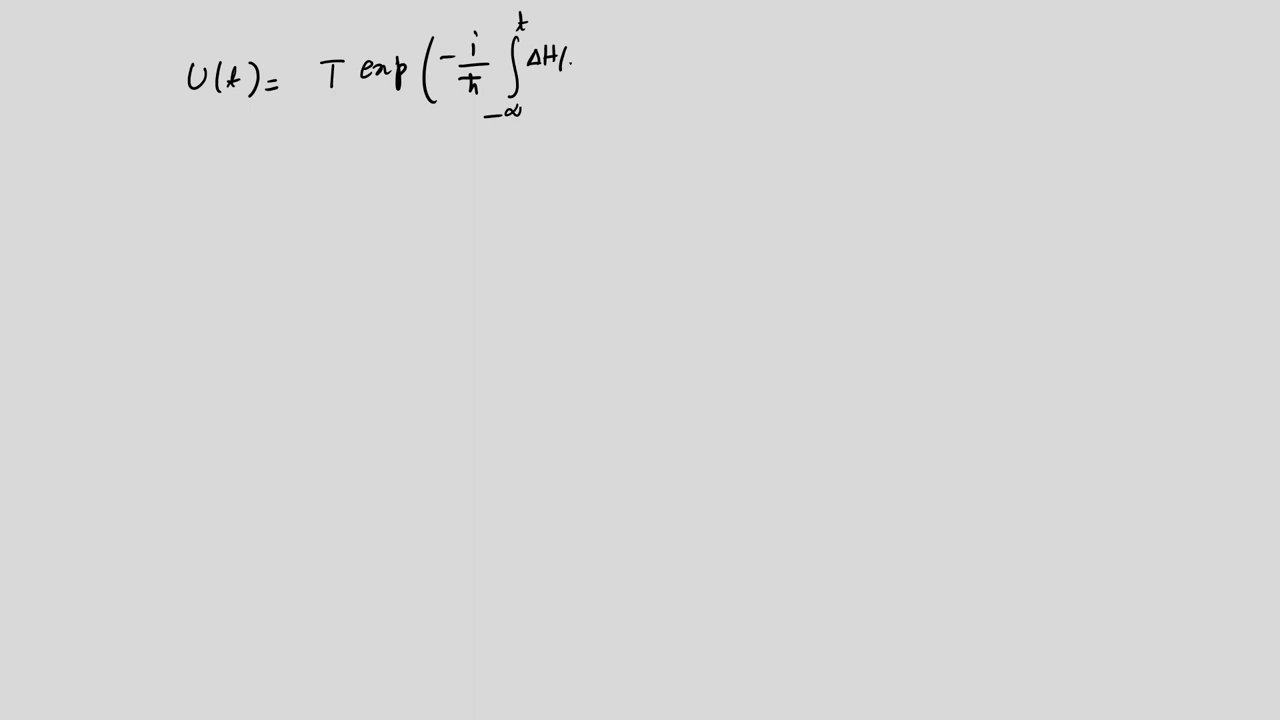 U(t) = T exp (-i/ħ ∫_{-∞}^{t} ΔH(